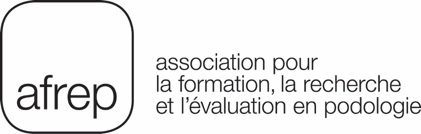 afrep
association pour
la formation, la recherche
et l'évaluation en podologie